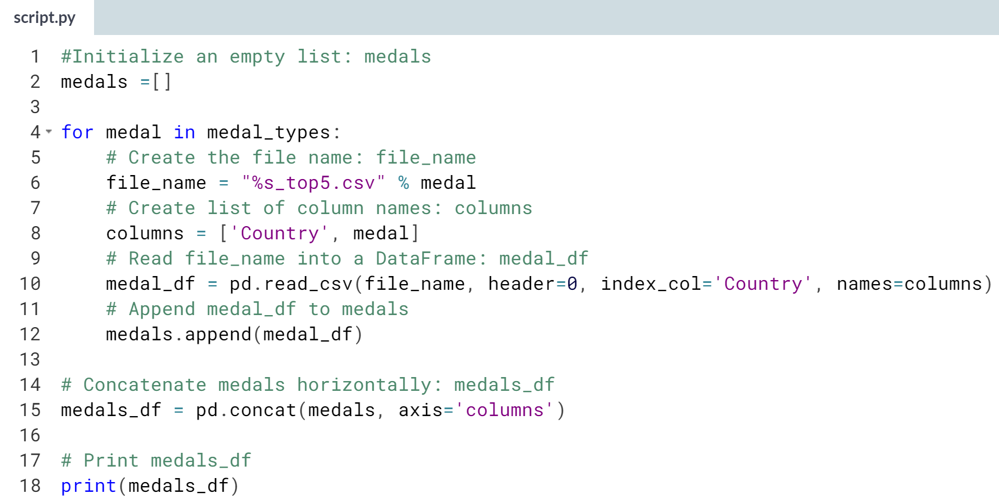 script.py
1 #Initialize an empty list: medals
2 medals =[]
3
4 for medal in medal_types:
5     # Create the file name: file_name
6     file_name = "%s_top5.csv" % medal
7     # Create list of column names: columns
8     columns = ['Country', medal]
9     # Read file_name into a DataFrame: medal_df
10     medal_df = pd.read_csv(file_name, header=0, index_col='Country', names=columns)
11     # Append medal_df to medals
12     medals.append(medal_df)
13
14 # Concatenate medals horizontally: medals_df
15 medals_df = pd.concat(medals, axis='columns')
16
17 # Print medals_df
18 print(medals_df)